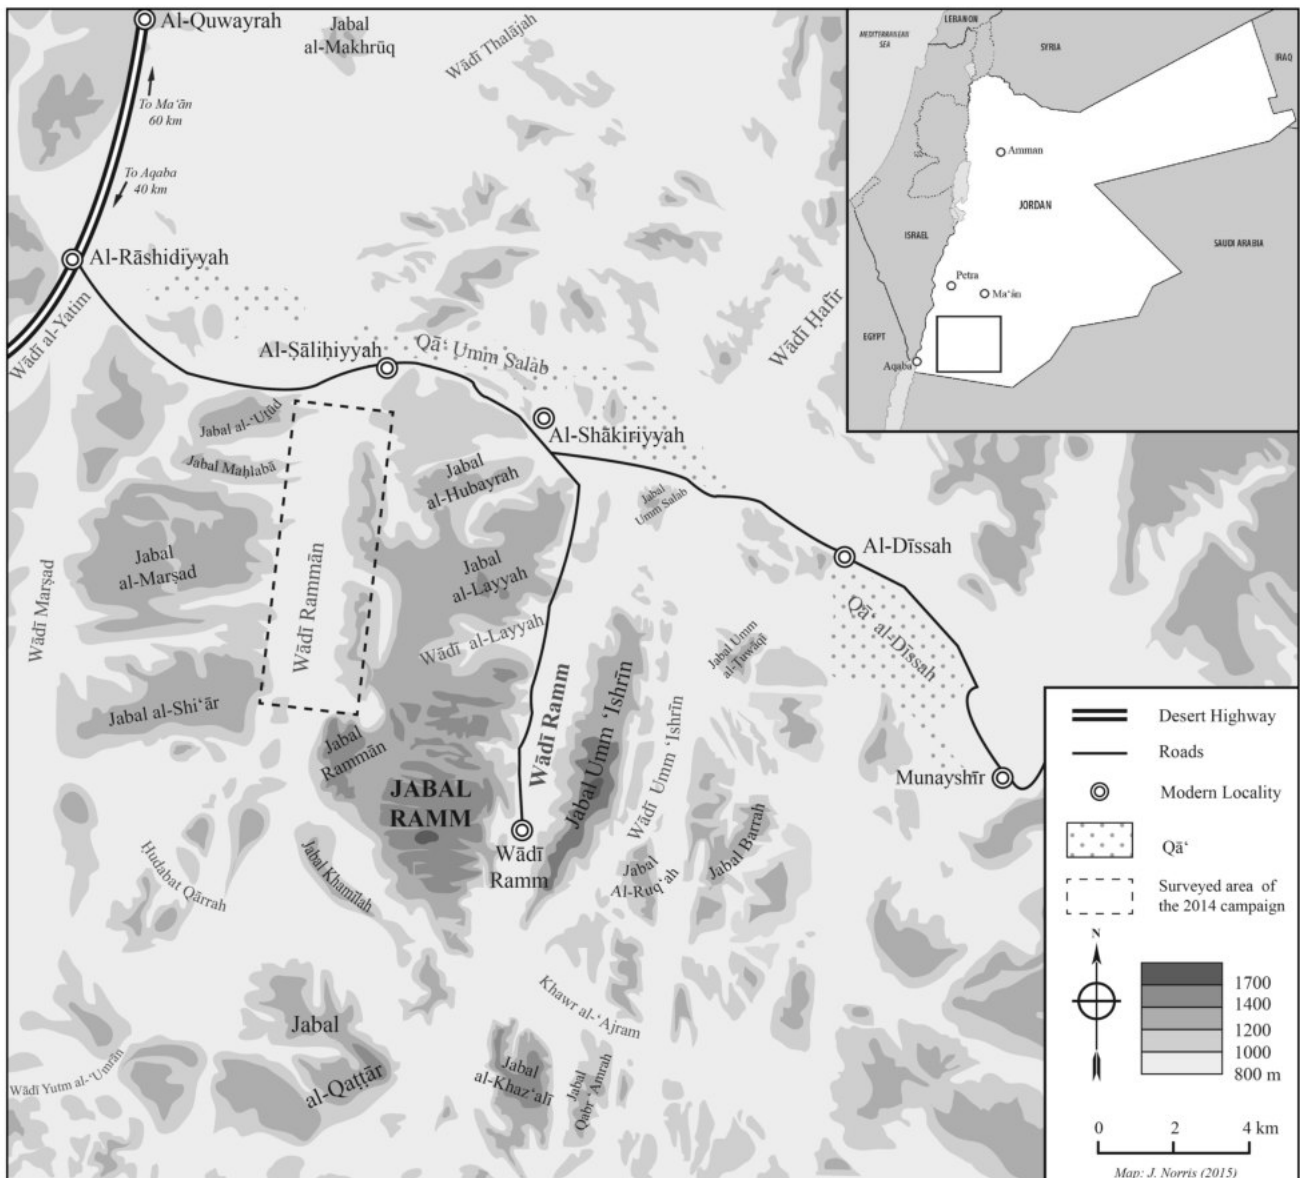 Al-Quwayrah
Jabal
al-Makhrūq
Wādī Thalājah
To Ma‘ān
60 km
To Aqaba
40 km
Al-Rāshidiyyah
Wādī al-Yatim
Al-Ṣāliḥiyyah
Qā‘ Umm Salab
Wādī Ḥafīr
Al-Shākiriyyah
Jabal al-‘Uṭūd
Jabal Maḥlabā
Jabal
al-Hubayrah
Jabal
Umm Salab
Al-Dīssah
Jabal
al-Marṣad
Jabal
al-Layyah
Wādī Marṣad
Wādī Rammān
Wādī al-Layyah
Qā‘ al-Dīssah
Jabal Umm
al-Tuwāqī
Jabal al-Shi‘ār
Jabal
Rammān
Wādī Ramm
Jabal Umm ‘Ishrīn
Wādī Umm ‘Ishrīn
Munayshīr
JABAL
RAMM
Wādī
Ramm
Jabal Barrah
Jabal
Al-Ruq‘ah
Ḥudabat Qārrah
Jabal Khamīlah
Khawr al-‘Ajram
Jabal
al-Qaṭṭār
Wādī Yutm al-‘Umrān
Jabal
al-Khaz‘alī
Jabal
Qabr ‘Amrah
LEBANON
MEDITERRANEAN
SEA
SYRIA
IRAQ
Amman
JORDAN
ISRAEL
SAUDI ARABIA
Petra
Ma‘ān
EGYPT
Aqaba
Desert Highway
Roads
Modern Locality
Qā‘
Surveyed area of
the 2014 campaign
N
1700
1400
1200
1000
800 m
0 2 4 km
Map: J. Norris (2015)